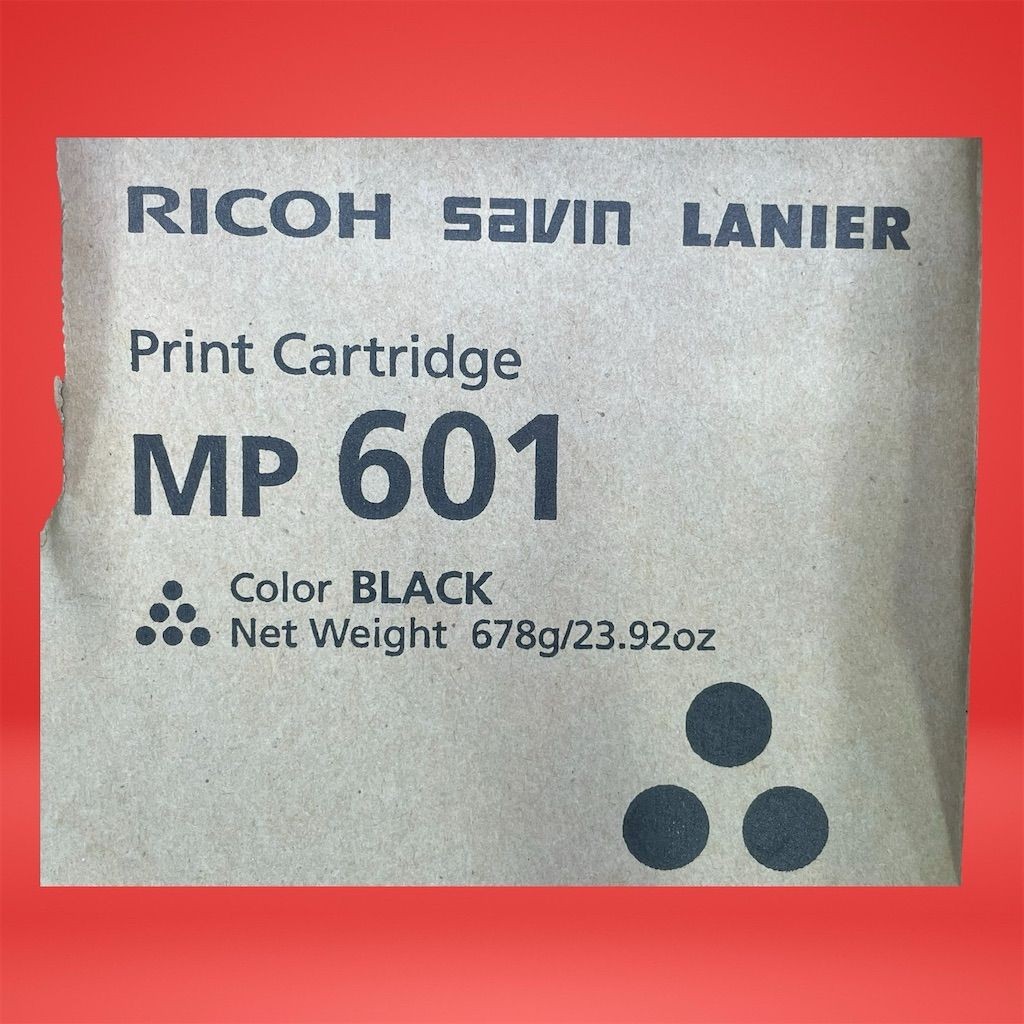 RICOH savin LANIER
Print Cartridge
MP 601
Color BLACK
Net Weight 678g/23.92oz